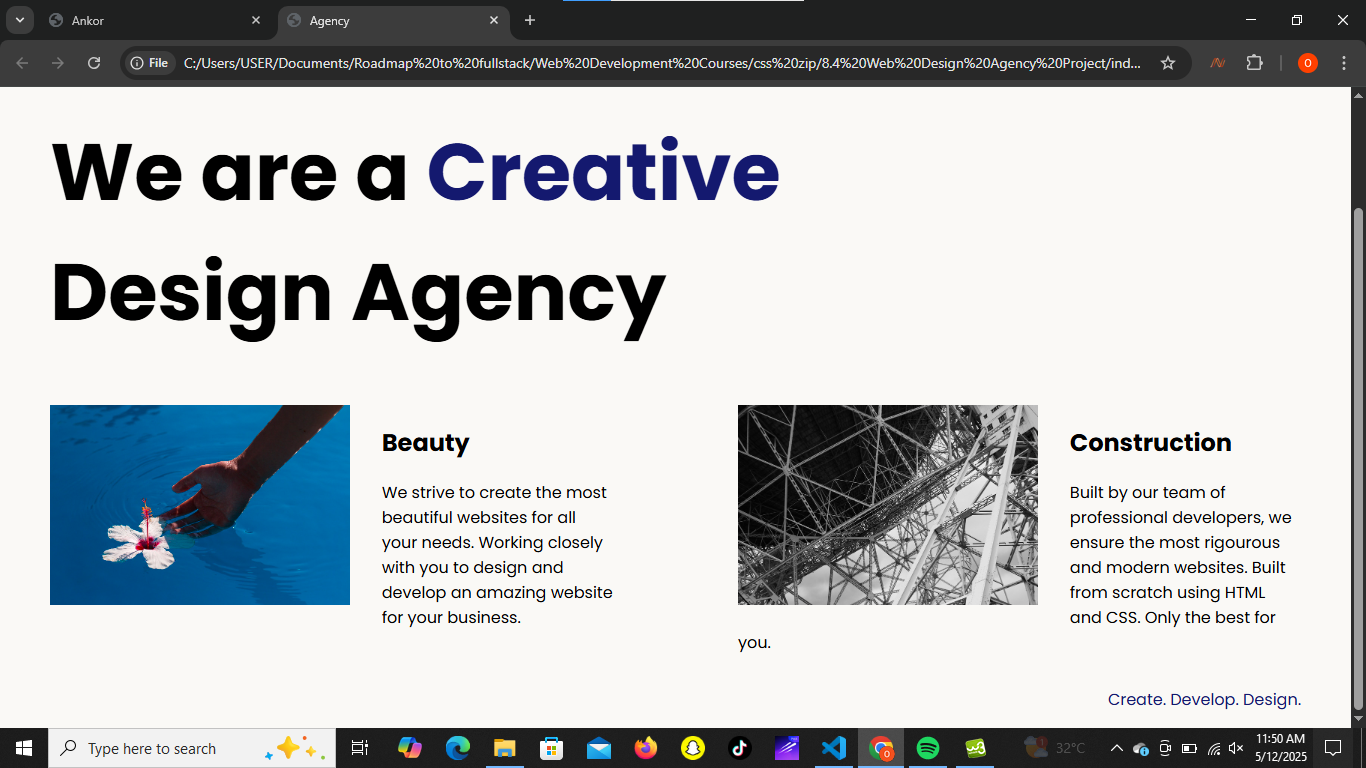 Ankor
Agency
File
C:/Users/USER/Documents/Roadmap%20to%20fullstack/Web%20Development%20Courses/css%20zip/8.4%20Web%20Design%20Agency%20Project/ind...
O
We are a Creative
Design Agency
Beauty
We strive to create the most
beautiful websites for all
your needs. Working closely
with you to design and
develop an amazing website
for your business.
Construction
Built by our team of
professional developers, we
ensure the most rigourous
and modern websites. Built
from scratch using HTML
and CSS. Only the best for
you.
Create. Develop. Design.
Type here to search
32°C
11:50 AM
5/12/2025